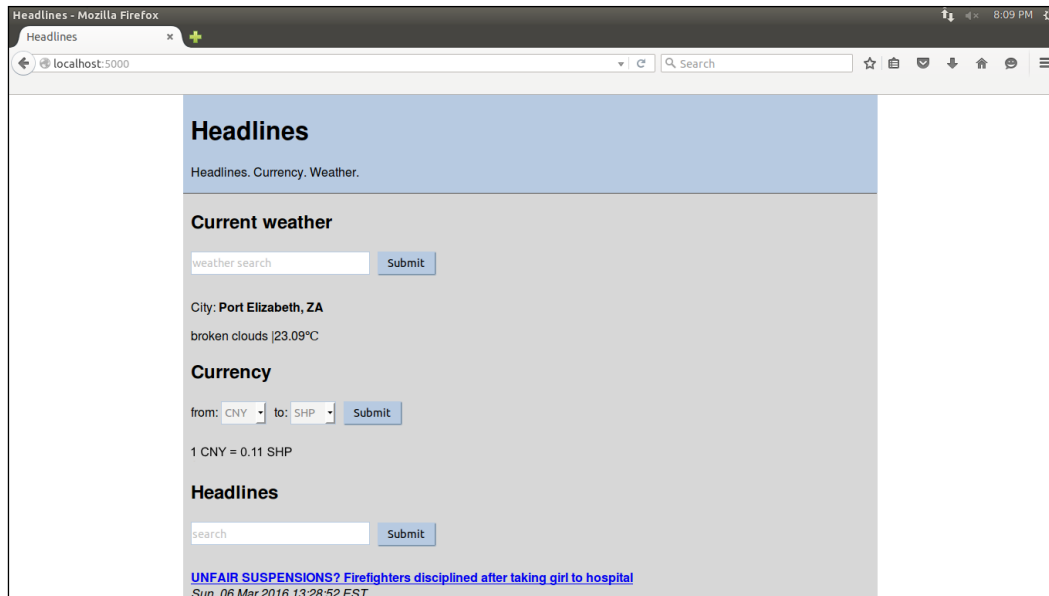 Headlines - Mozilla Firefox
8:09 PM
Headlines
localhost:5000
Search
Headlines
Headlines. Currency. Weather.
Current weather
weather search
Submit
City: Port Elizabeth, ZA
broken clouds |23.09℃
Currency
from: CNY to: SHP Submit
1 CNY = 0.11 SHP
Headlines
search
Submit
UNFAIR SUSPENSIONS? Firefighters disciplined after taking girl to hospital
Sun, 06 Mar 2016 13:28:52 EST